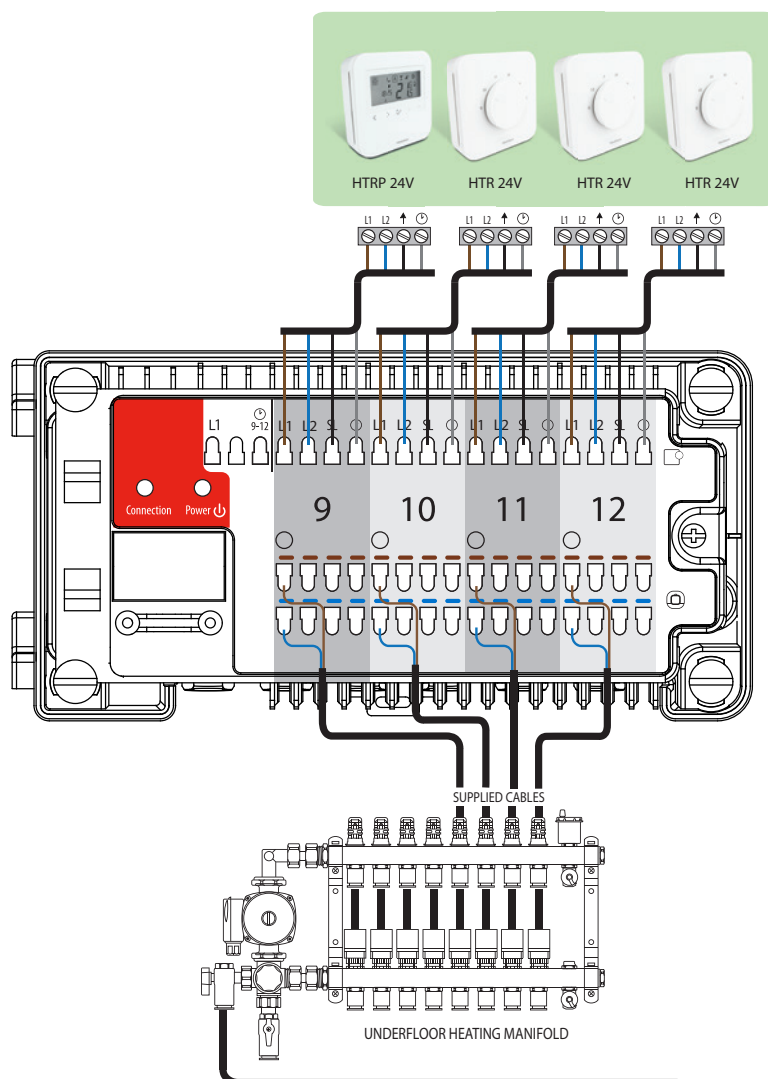 HTRP 24V HTR 24V HTR 24V HTR 24V
L1 L2 L1 L2 L1 L2 L1 L2
L1 9-12 L1 L2 SL L1 L2 SL L1 L2 SL L1 L2 SL
Connection Power 9 10 11 12
SUPPLIED CABLES
UNDERFLOOR HEATING MANIFOLD